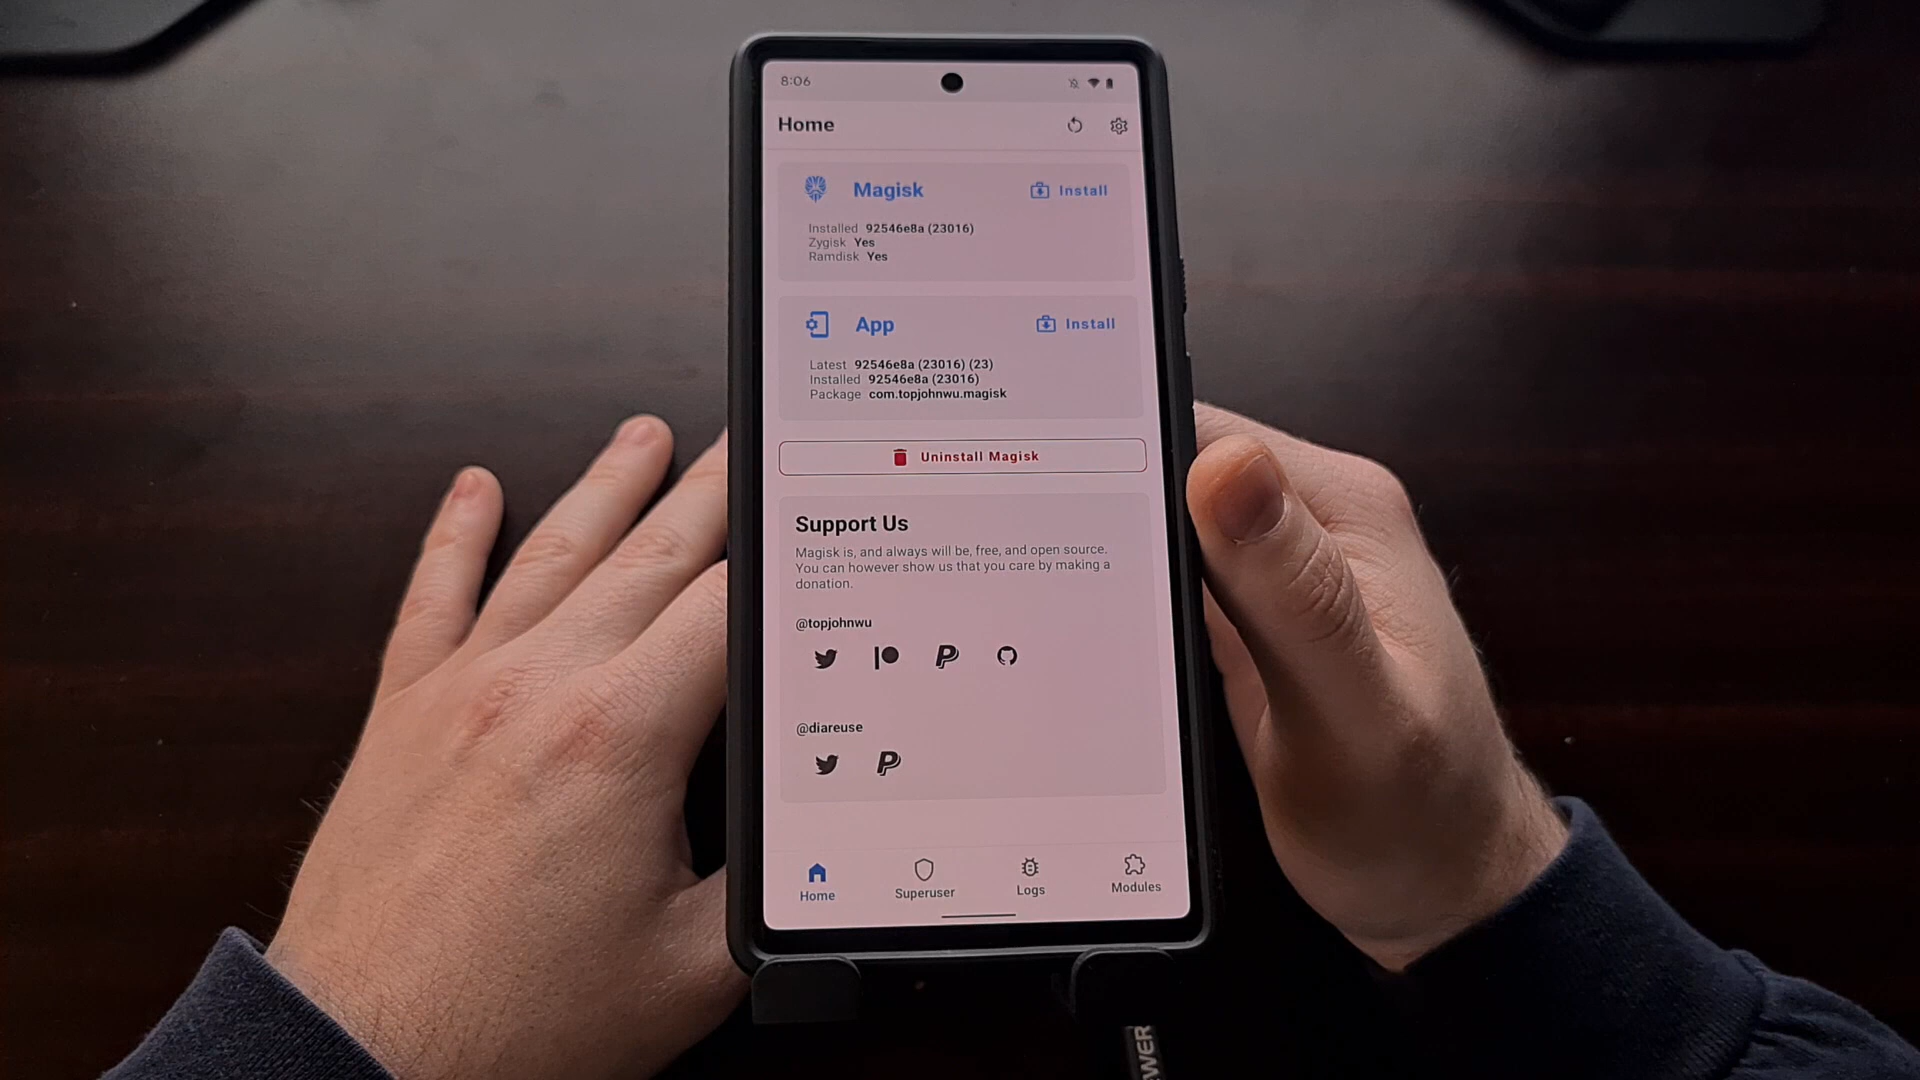 8:06
Home
Magisk
Install
Installed 92546e8a (23016)
Zygisk Yes
Ramdisk Yes
App
Install
Latest 92546e8a (23016) (23)
Installed 92546e8a (23016)
Package com.topjohnwu.magisk
Uninstall Magisk
Support Us
Magisk is, and always will be, free, and open source.
You can however show us that you care by making a
donation.
@topjohnwu
@diareuse
Home
Superuser
Logs
Modules